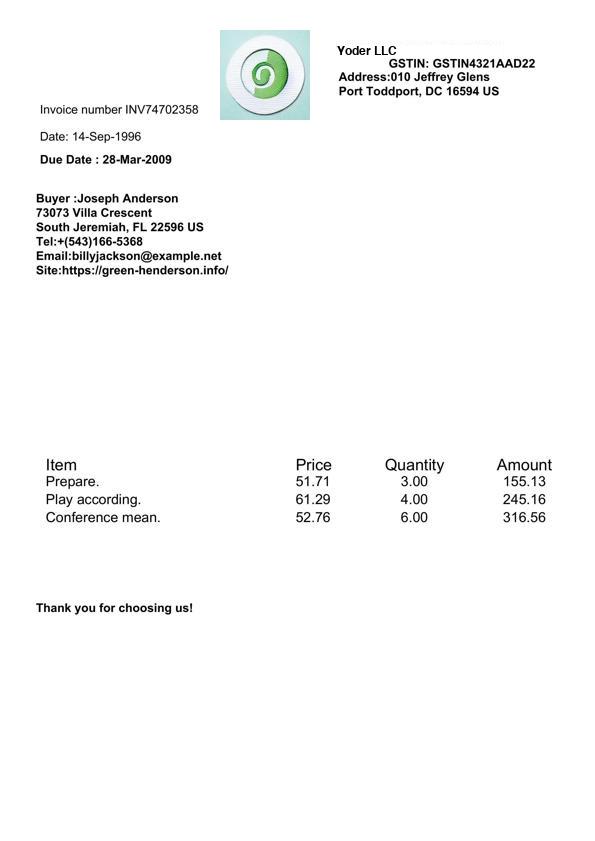 Yoder LLC
GSTIN: GSTIN4321AAD22
Address:010 Jeffrey Glens
Port Toddport, DC 16594 US
Invoice number INV74702358
Date: 14-Sep-1996
Due Date : 28-Mar-2009
Buyer :Joseph Anderson
73073 Villa Crescent
South Jeremiah, FL 22596 US
Tel:+(543)166-5368
Email:billyjackson@example.net
Site:https://green-henderson.info/
Item Price Quantity Amount
Prepare. 51.71 3.00 155.13
Play according. 61.29 4.00 245.16
Conference mean. 52.76 6.00 316.56
Thank you for choosing us!